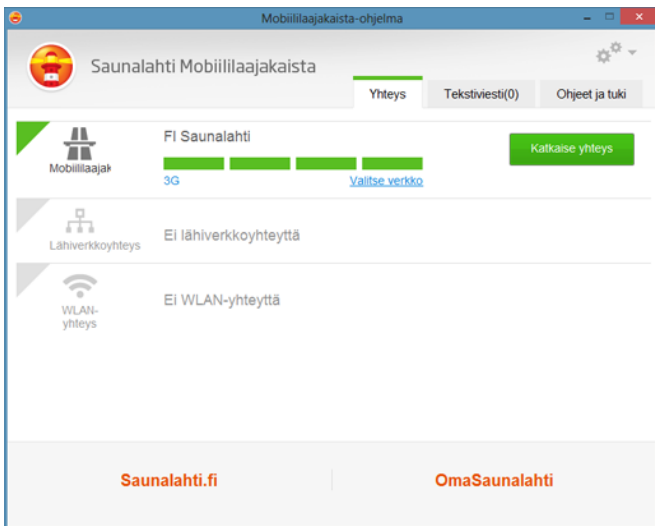 Mobiililaajakaista-ohjelma
Saunalahti Mobiililaajakaista
Yhteys
Tekstiviesti(0)
Ohjeet ja tuki
FI Saunalahti
Katkaise yhteys
Mobiililaajak
3G
Valitse verkko
Lähiverkkoyhteys
Ei lähiverkkoyhteyttä
WLAN-
yhteys
Ei WLAN-yhteyttä
Saunalahti.fi
OmaSaunalahti